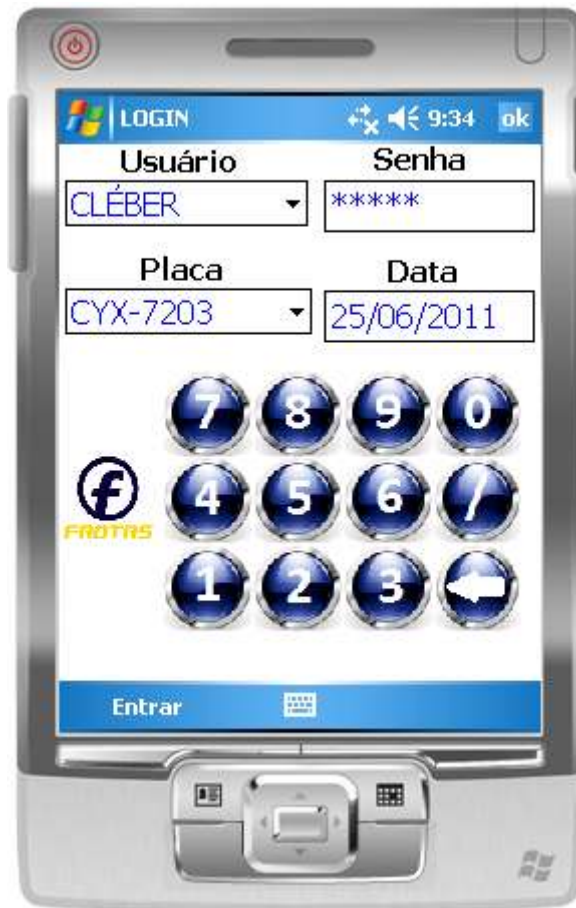 LOGIN 9:34 ok
Usuário Senha
CLÉBER *****
Placa Data
CYX-7203 25/06/2011
7 8 9 0
4 5 6 /
f
FROTAS
1 2 3
Entrar